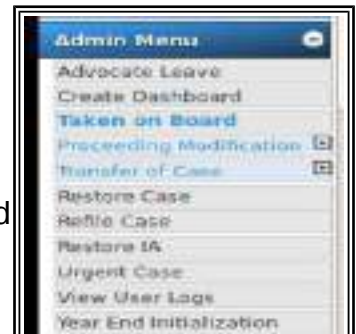 Admin Menu
Advocate Leave
Create Dashboard
Taken on Board
Proceeding Modification
Transfer of Case
d
Restore Case
Refile Case
Restore IA
Urgent Case
View User Logs
Year End Initialization